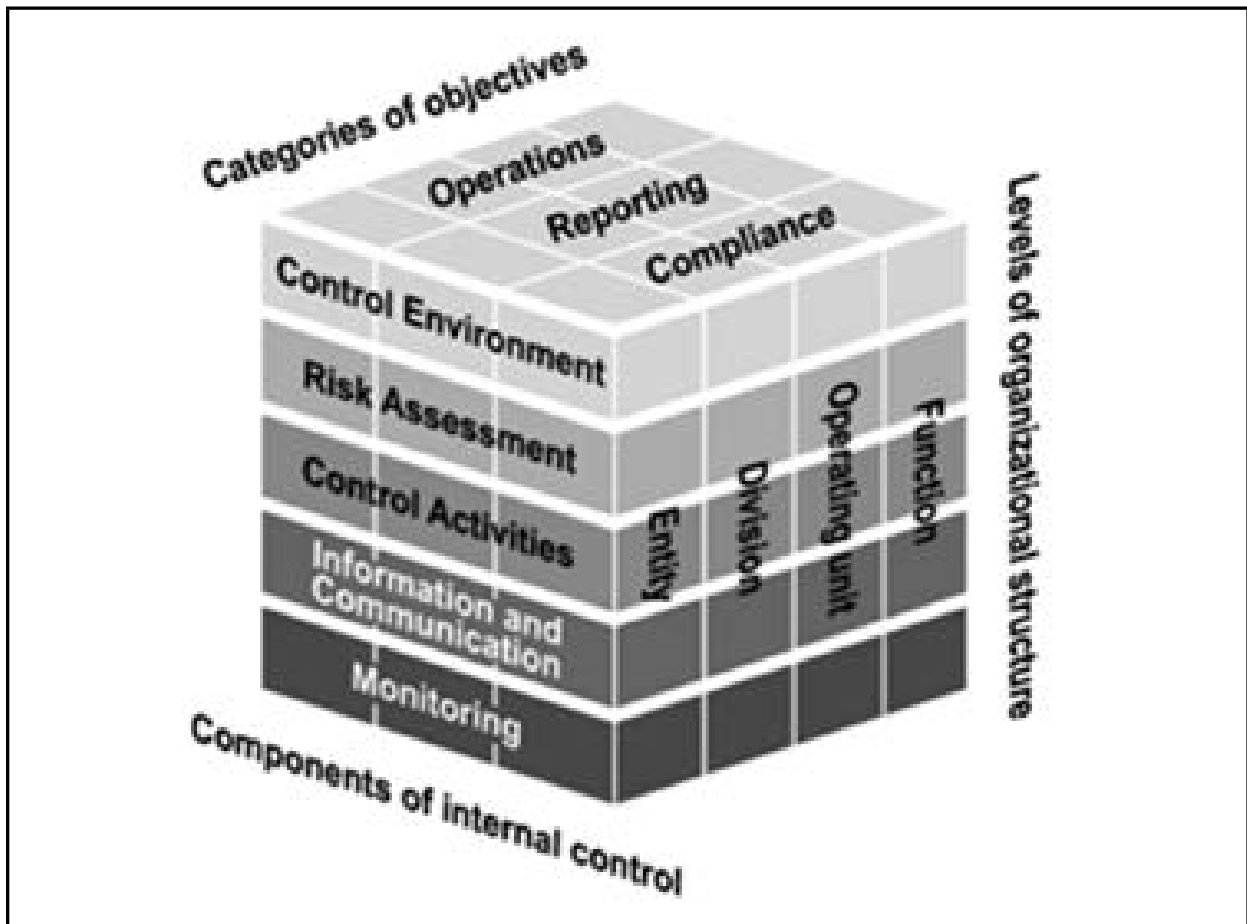 Categories of objectives
Operations
Reporting
Compliance
Control Environment
Risk Assessment
Control Activities
Information and
Communication
Monitoring
Components of internal control
Entity
Division
Operating unit
Function
Levels of organizational structure